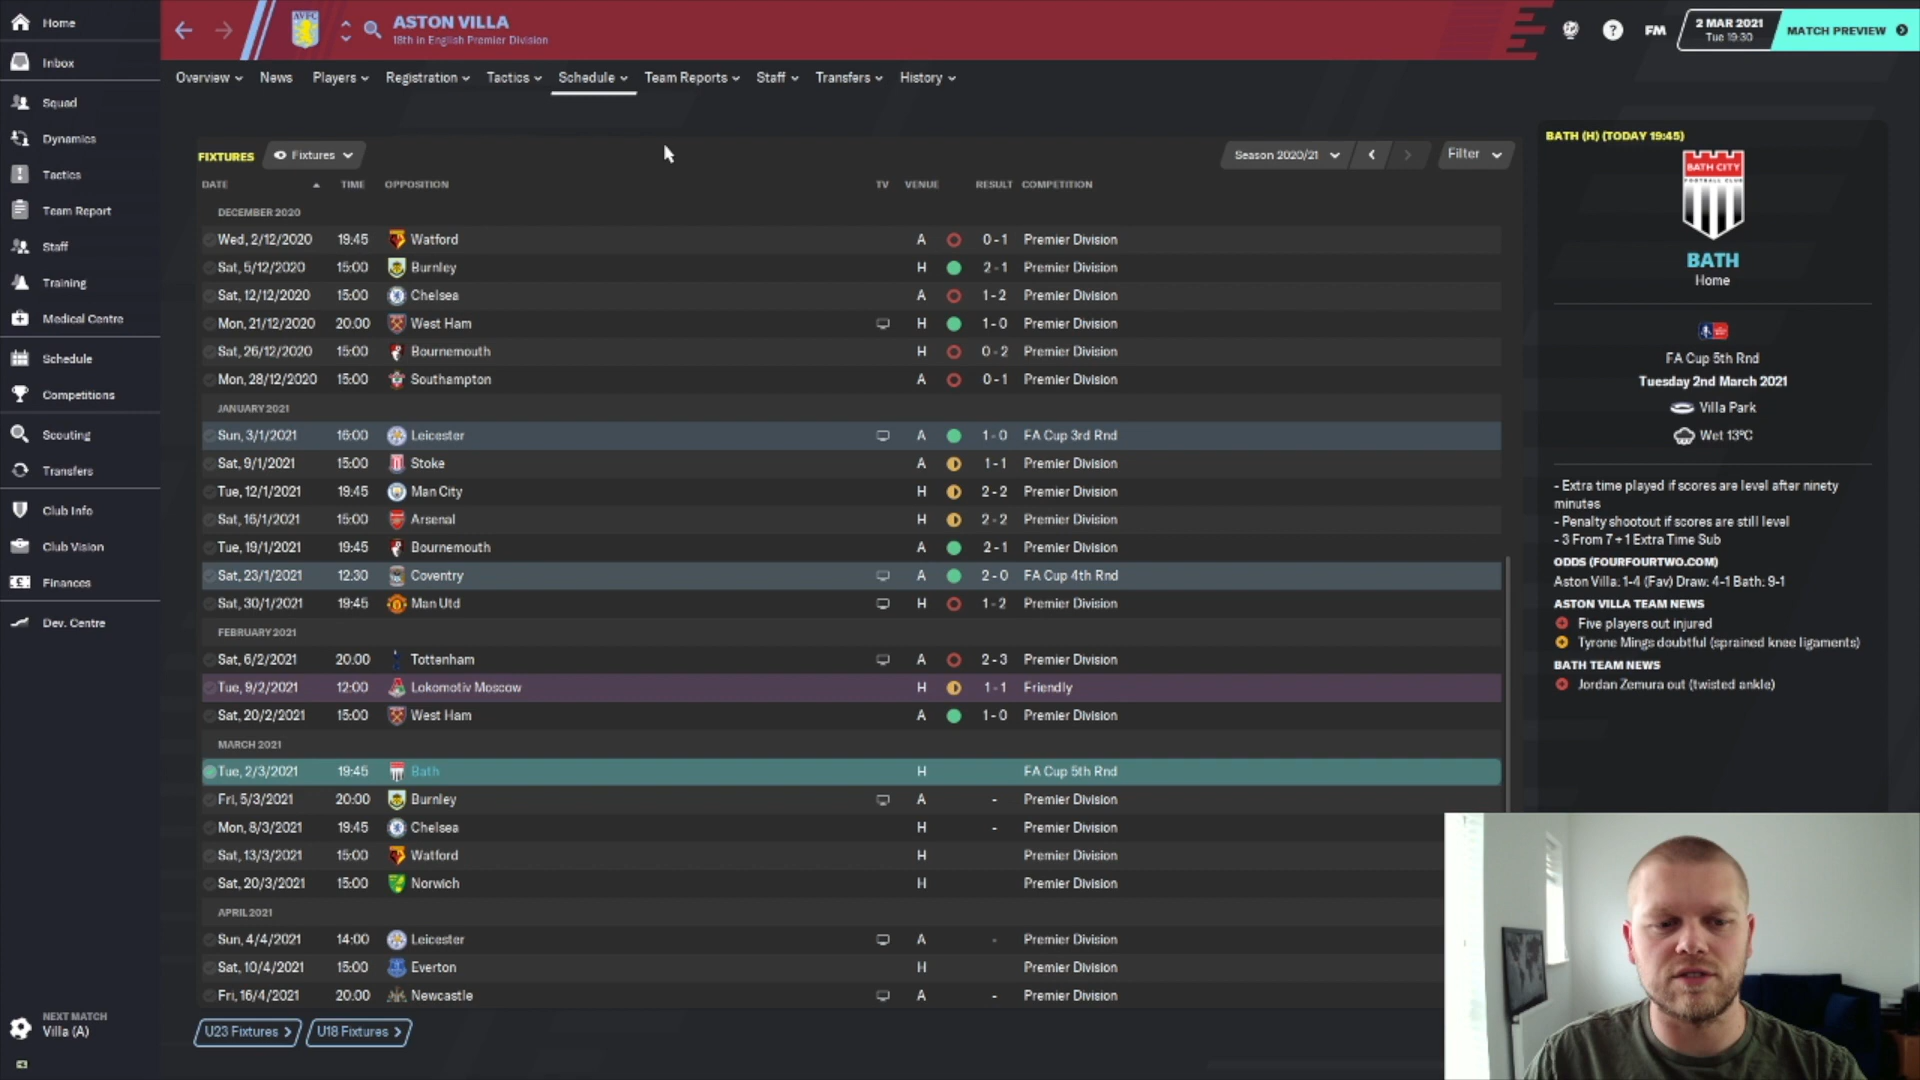 Home
Inbox
Squad
Dynamics
Tactics
Team Report
Staff
Training
Medical Centre
Schedule
Competitions
Scouting
Transfers
Club Info
Club Vision
Finances
Dev. Centre
NEXT MATCH
Villa (A)
AVFC
ASTON VILLA
18th in English Premier Division
FM
2 MAR 2021
Tue 19:30
MATCH PREVIEW
Overview News Players Registration Tactics Schedule Team Reports Staff Transfers History
FIXTURES Fixtures Season 2020/21 Filter
DATE TIME OPPOSITION TV VENUE RESULT COMPETITION
DECEMBER 2020
Wed, 2/12/2020 19:45 Watford A 0 - 1 Premier Division
Sat, 5/12/2020 15:00 Burnley H 2 - 1 Premier Division
Sat, 12/12/2020 15:00 Chelsea A 1 - 2 Premier Division
Mon, 21/12/2020 20:00 West Ham H 1 - 0 Premier Division
Sat, 26/12/2020 15:00 Bournemouth H 0 - 2 Premier Division
Mon, 28/12/2020 15:00 Southampton A 0 - 1 Premier Division
JANUARY 2021
Sun, 3/1/2021 16:00 Leicester A 1 - 0 FA Cup 3rd Rnd
Sat, 9/1/2021 15:00 Stoke A 1 - 1 Premier Division
Tue, 12/1/2021 19:45 Man City H 2 - 2 Premier Division
Sat, 16/1/2021 15:00 Arsenal H 2 - 2 Premier Division
Tue, 19/1/2021 19:45 Bournemouth A 2 - 1 Premier Division
Sat, 23/1/2021 12:30 Coventry A 2 - 0 FA Cup 4th Rnd
Sat, 30/1/2021 19:45 Man Utd H 1 - 2 Premier Division
FEBRUARY 2021
Sat, 6/2/2021 20:00 Tottenham A 2 - 3 Premier Division
Tue, 9/2/2021 12:00 Lokomotiv Moscow H 1 - 1 Friendly
Sat, 20/2/2021 15:00 West Ham A 1 - 0 Premier Division
MARCH 2021
Tue, 2/3/2021 19:45 Bath H FA Cup 5th Rnd
Fri, 5/3/2021 20:00 Burnley A - Premier Division
Mon, 8/3/2021 19:45 Chelsea H - Premier Division
Sat, 13/3/2021 15:00 Watford H Premier Division
Sat, 20/3/2021 15:00 Norwich H Premier Division
APRIL 2021
Sun, 4/4/2021 14:00 Leicester A - Premier Division
Sat, 10/4/2021 15:00 Everton H Premier Division
Fri, 16/4/2021 20:00 Newcastle A - Premier Division
U23 Fixtures > U18 Fixtures >
BATH (H) (TODAY 19:45)
BATH CITY
FOOTBALL CLUB
BATH
Home
FA Cup 5th Rnd
Tuesday 2nd March 2021
Villa Park
Wet 13ºC
- Extra time played if scores are level after ninety
minutes
- Penalty shootout if scores are still level
- 3 From 7 + 1 Extra Time Sub
ODDS (FOURFOURTWO.COM)
Aston Villa: 1-4 (Fav) Draw: 4-1 Bath: 9-1
ASTON VILLA TEAM NEWS
Five players out injured
Tyrone Mings doubtful (sprained knee ligaments)
BATH TEAM NEWS
Jordan Zemura out (twisted ankle)